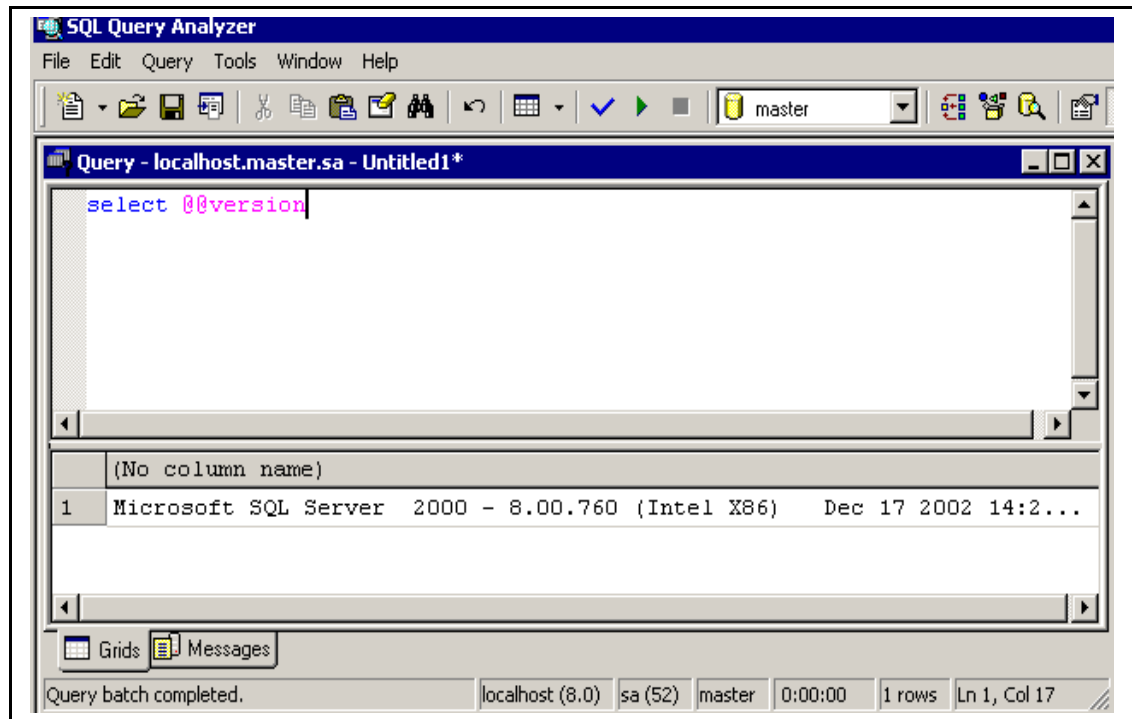 SQL Query Analyzer
File Edit Query Tools Window Help
master
Query - localhost.master.sa - Untitled1*
select @@version
(No column name)
1 Microsoft SQL Server 2000 - 8.00.760 (Intel X86) Dec 17 2002 14:2...
Grids Messages
Query batch completed. localhost (8.0) sa (52) master 0:00:00 1 rows Ln 1, Col 17